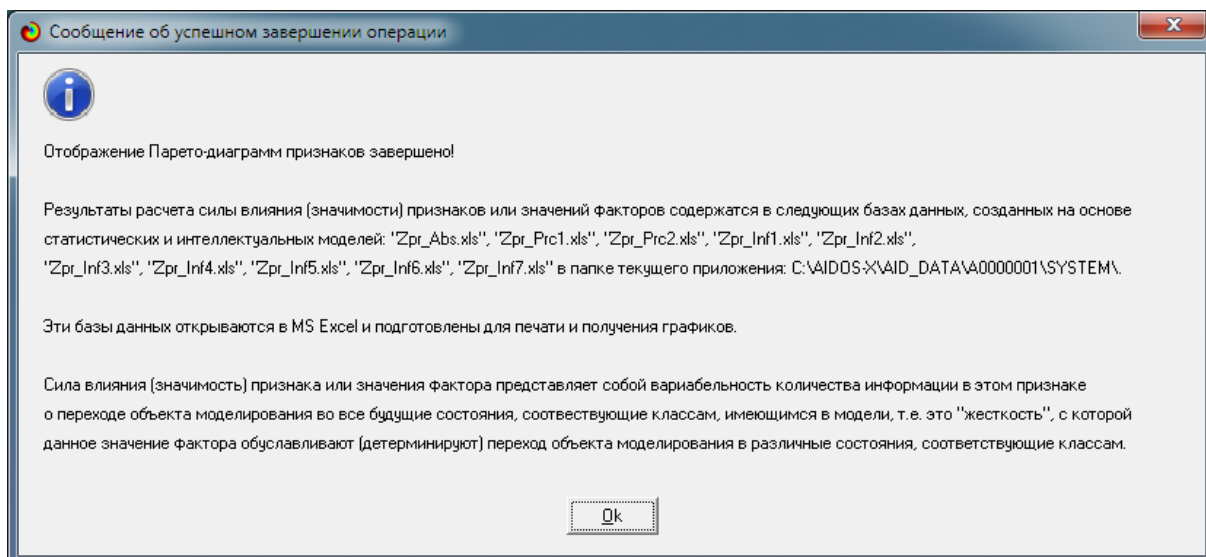 Сообщение об успешном завершении операции
Отображение Парето-диаграмм признаков завершено!
Результаты расчета силы влияния (значимости) признаков или значений факторов содержатся в следующих базах данных, созданных на основе
статистических и интеллектуальных моделей: "Zpr_Abs.xls", "Zpr_Prc1.xls", "Zpr_Prc2.xls", "Zpr_Inf1.xls", "Zpr_Inf2.xls",
"Zpr_Inf3.xls", "Zpr_Inf4.xls", "Zpr_Inf5.xls", "Zpr_Inf6.xls", "Zpr_Inf7.xls" в папке текущего приложения: C:\AIDOS-X\AID_DATA\A0000001\SYSTEM\.
Эти базы данных открываются в MS Excel и подготовлены для печати и получения графиков.
Сила влияния (значимость) признака или значения фактора представляет собой вариабельность количества информации в этом признаке
о переходе объекта моделирования во все будущие состояния, соотвествующие классам, имеющимся в модели, т.е. это "жесткость", с которой
данное значение фактора обуславливают (детерминируют) переход объекта моделирования в различные состояния, соответствующие классам.
Ok